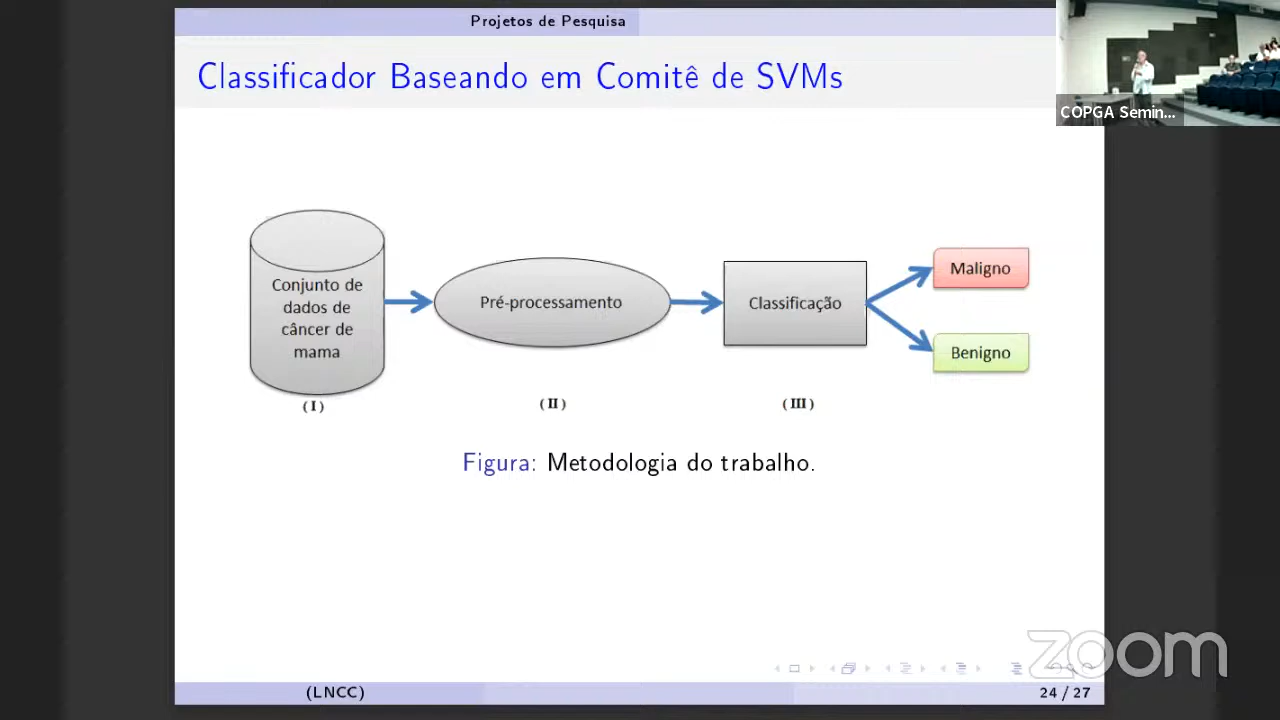 Projetos de Pesquisa
Classificador Baseando em Comitê de SVMs
COPGA Semin...
Conjunto de
dados de
câncer de
mama
(I)
Pré-processamento
(II)
Classificação
(III)
Maligno
Benigno
Figura: Metodologia do trabalho.
zoom
(LNCC)
24 / 27